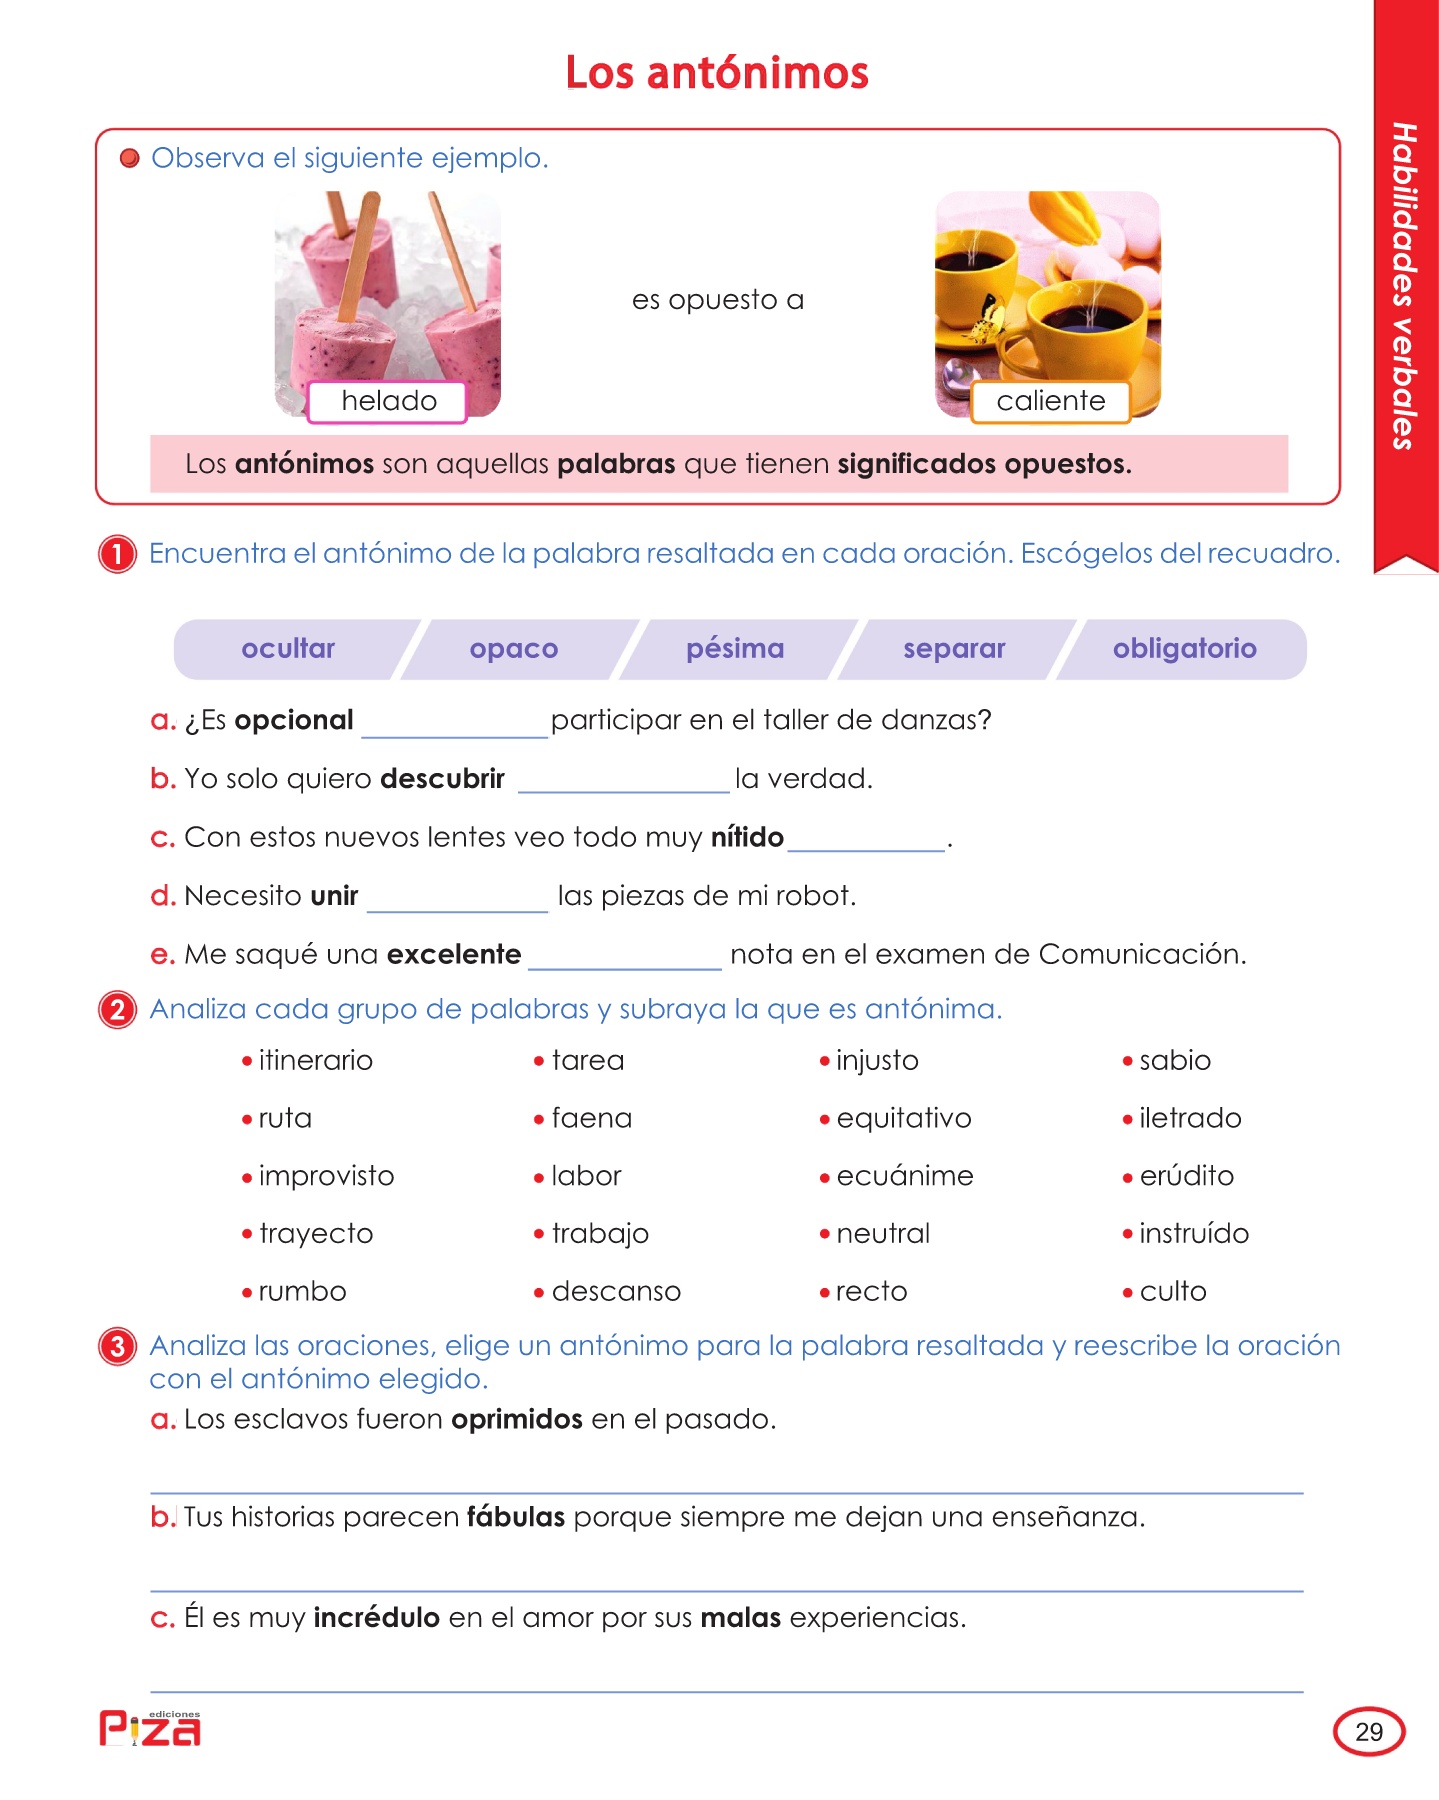 Los antónimos
Habilidades verbales
Observa el siguiente ejemplo.
es opuesto a
helado
caliente
Los antónimos son aquellas palabras que tienen significados opuestos.
1 Encuentra el antónimo de la palabra resaltada en cada oración. Escógelos del recuadro.
ocultar opaco pésima separar obligatorio
a. ¿Es opcional ____________ participar en el taller de danzas?
b. Yo solo quiero descubrir ____________ la verdad.
c. Con estos nuevos lentes veo todo muy nítido __________.
d. Necesito unir ____________ las piezas de mi robot.
e. Me saqué una excelente ____________ nota en el examen de Comunicación.
2 Analiza cada grupo de palabras y subraya la que es antónima.
• itinerario • tarea • injusto • sabio
• ruta • faena • equitativo • iletrado
• improvisto • labor • ecuánime • erúdito
• trayecto • trabajo • neutral • instruído
• rumbo • descanso • recto • culto
3 Analiza las oraciones, elige un antónimo para la palabra resaltada y reescribe la oración
con el antónimo elegido.
a. Los esclavos fueron oprimidos en el pasado.
b. Tus historias parecen fábulas porque siempre me dejan una enseñanza.
c. Él es muy incrédulo en el amor por sus malas experiencias.
ediciones
Piza
29